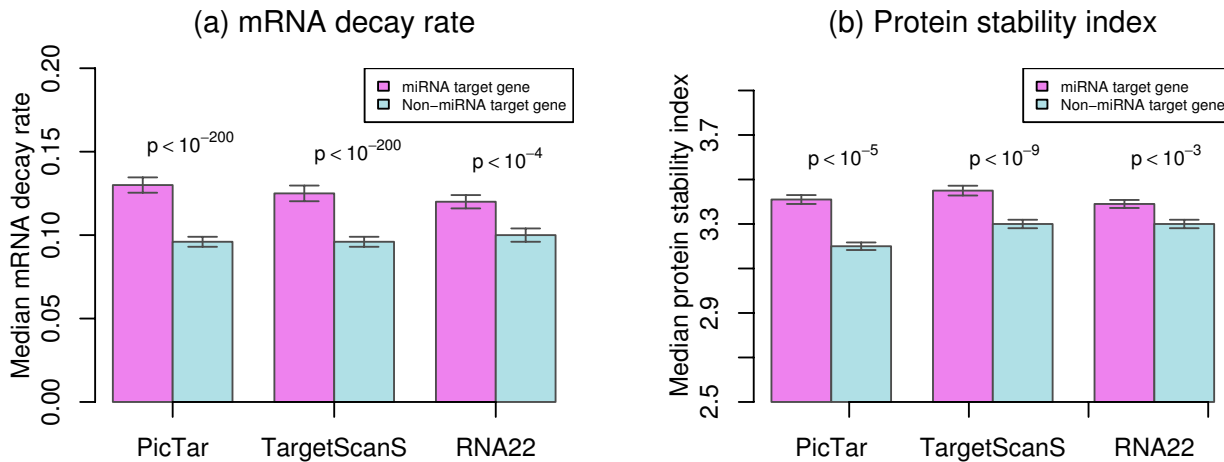 (a) mRNA decay rate
Median mRNA decay rate
0.00
0.05
0.10
0.15
0.20
miRNA target gene
Non−miRNA target gene
p < 10−200
p < 10−200
p < 10−4
PicTar
TargetScanS
RNA22
(b) Protein stability index
Median protein stability index
2.5
2.9
3.3
3.7
miRNA target gene
Non−miRNA target gene
p < 10−5
p < 10−9
p < 10−3
PicTar
TargetScanS
RNA22